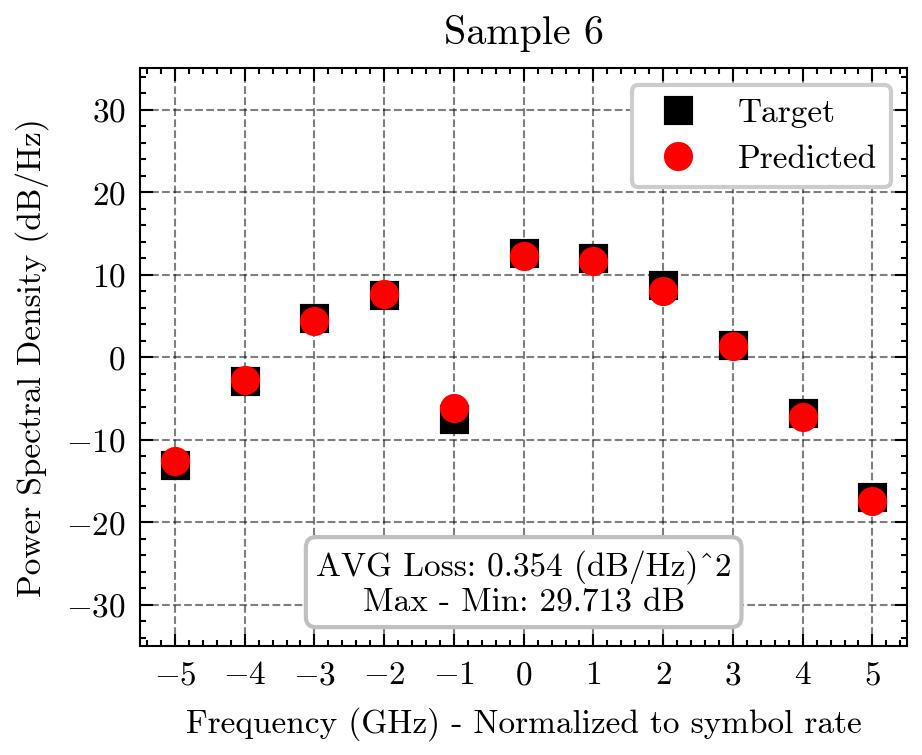 Sample 6
Power Spectral Density (dB/Hz)
30
20
10
0
−10
−20
−30
Target
Predicted
AVG Loss: 0.354 (dB/Hz)^2
Max - Min: 29.713 dB
−5 −4 −3 −2 −1 0 1 2 3 4 5
Frequency (GHz) - Normalized to symbol rate